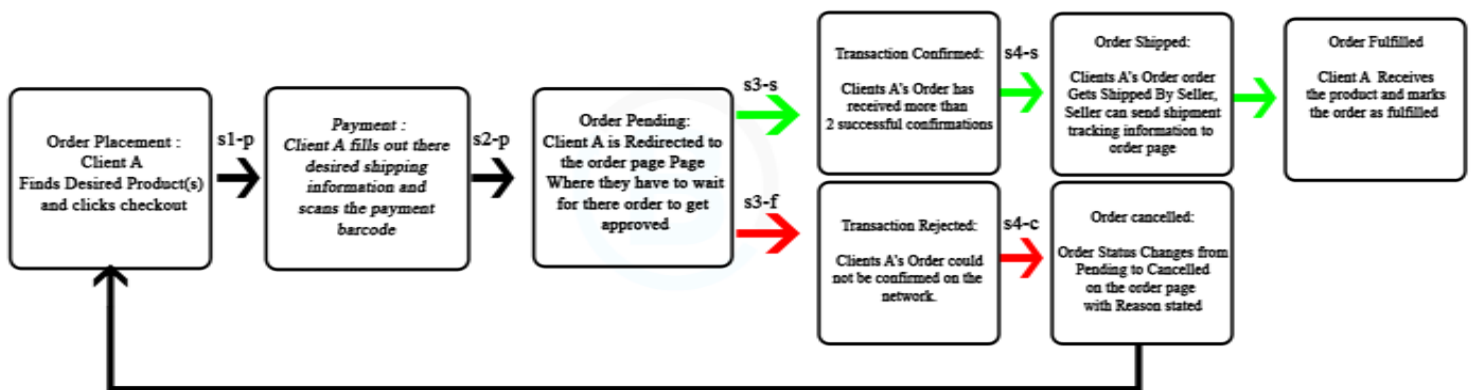 Order Placement :
Client A
Finds Desired Product(s)
and clicks checkout
s1-p
Payment :
Client A fills out there
desired shipping
information and
scans the payment
barcode
s2-p
Order Pending:
Client A is Redirected to
the order page Page
Where they have to wait
for there order to get
approved
s3-s
Transaction Confirmed:
Clients A's Order has
received more than
2 successful confirmations
s4-s
Order Shipped:
Clients A's Order order
Gets Shipped By Seller,
Seller can send shipment
tracking information to
order page
Order Fulfilled
Client A Receives
the product and marks
the order as fulfilled
s3-f
Transaction Rejected:
Clients A's Order could
not be confirmed on the
network.
s4-c
Order cancelled:
Order Status Changes from
Pending to Cancelled
on the order page
with Reason stated